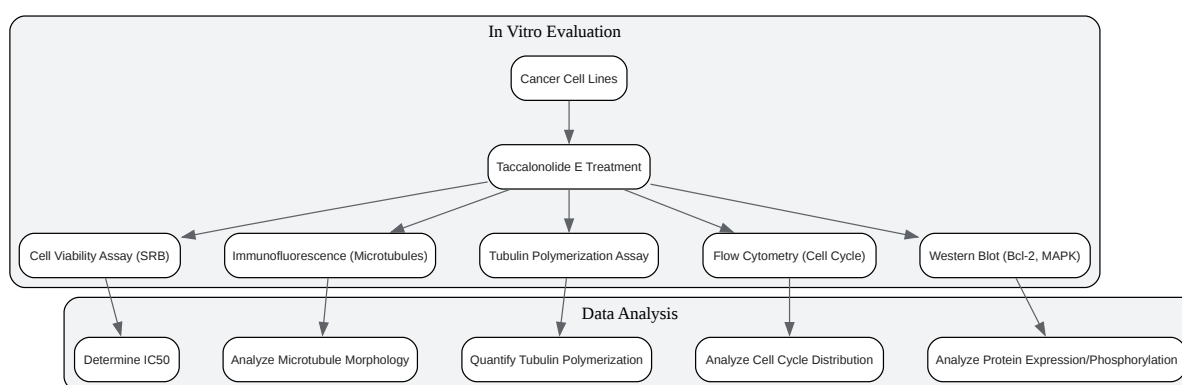 In Vitro Evaluation
Cancer Cell Lines
Taccalonolide E Treatment
Cell Viability Assay (SRB)
Immunofluorescence (Microtubules)
Tubulin Polymerization Assay
Flow Cytometry (Cell Cycle)
Western Blot (Bcl-2, MAPK)
Data Analysis
Determine IC50
Analyze Microtubule Morphology
Quantify Tubulin Polymerization
Analyze Cell Cycle Distribution
Analyze Protein Expression/Phosphorylation